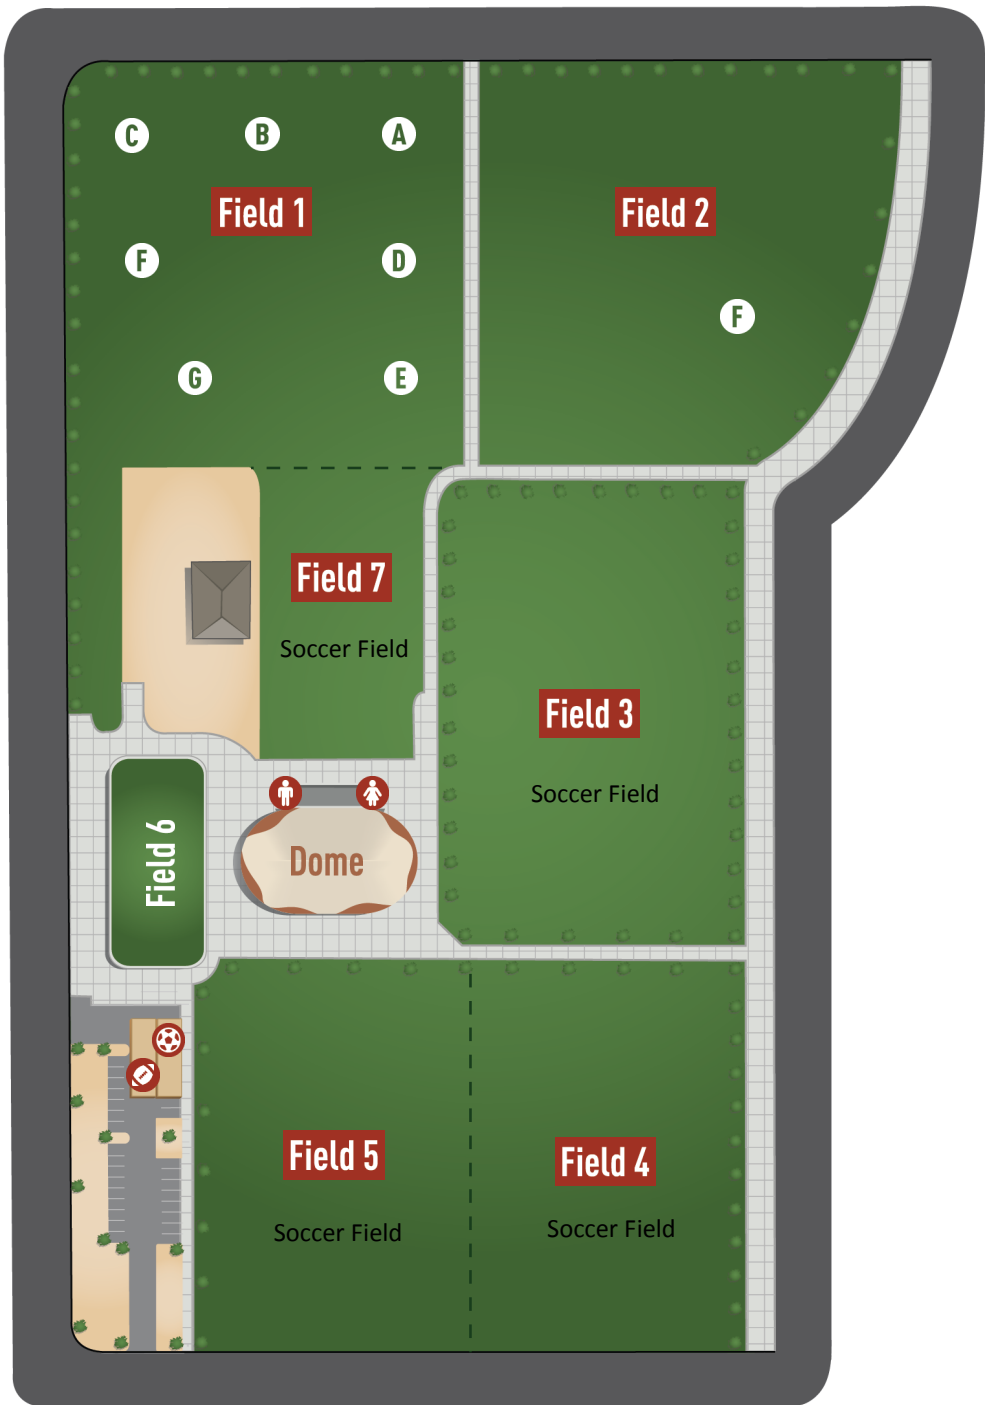 C
B
A
Field 1
Field 2
F
D
F
G
E
Field 7
Soccer Field
Field 3
Soccer Field
Field 6
Dome
Field 5
Field 4
Soccer Field
Soccer Field